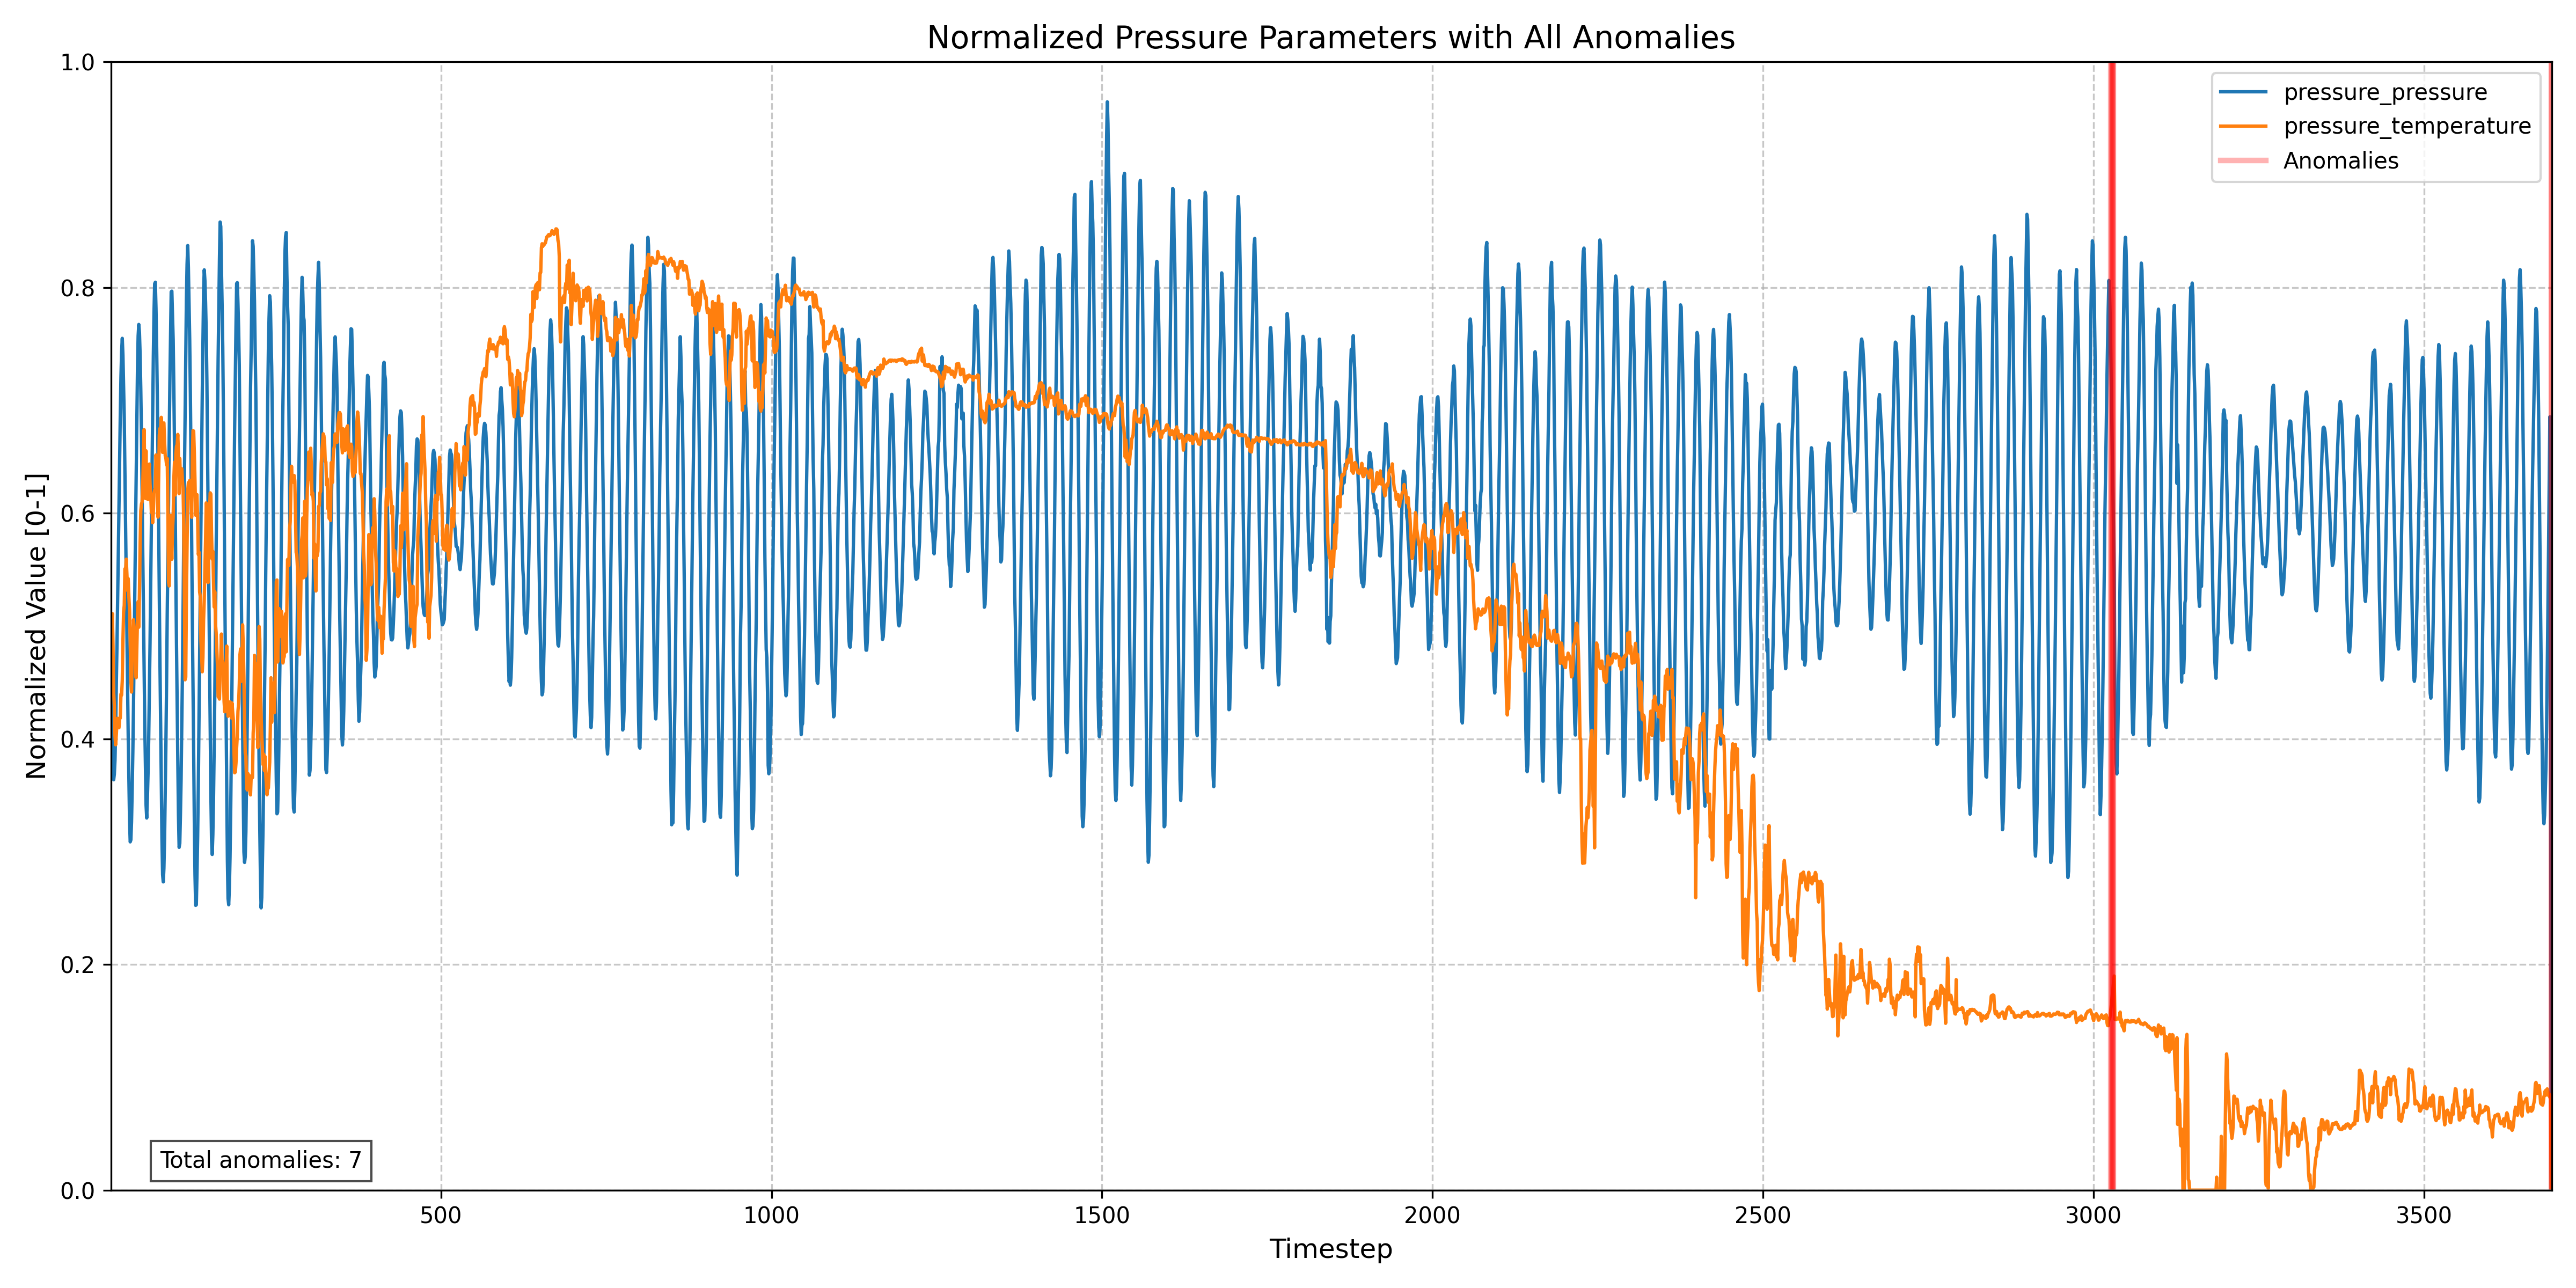 Normalized Pressure Parameters with All Anomalies
1.0
0.8
0.6
0.4
0.2
0.0
Normalized Value [0-1]
pressure_pressure
pressure_temperature
Anomalies
Total anomalies: 7
500
1000
1500
2000
2500
3000
3500
Timestep